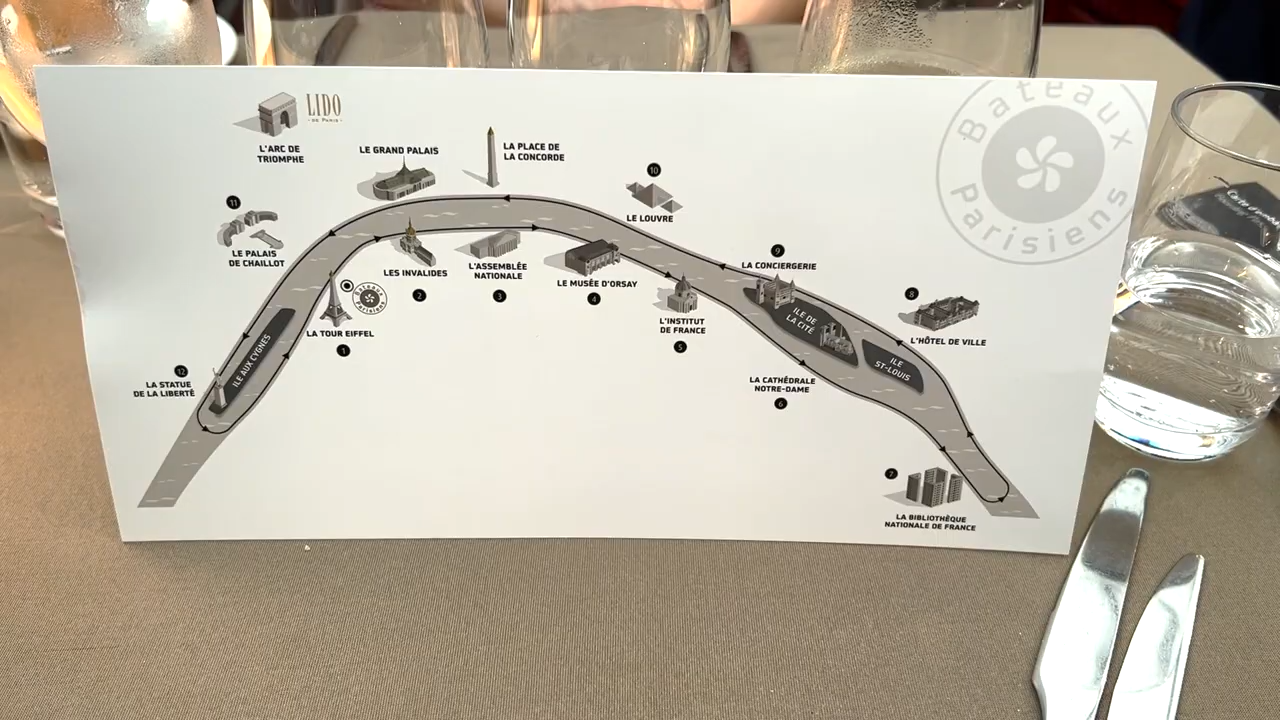 LIDO
DE PARIS
L'ARC DE
TRIOMPHE
LE GRAND PALAIS
LA PLACE DE
LA CONCORDE
Bateaux
Parisiens
10
LE LOUVRE
11
LE PALAIS
DE CHAILLOT
LES INVALIDES
2
L'ASSEMBLÉE
NATIONALE
3
LE MUSÉE D'ORSAY
4
9
LA CONCIERGERIE
Bateaux
Parisiens
LA TOUR EIFFEL
1
L'INSTITUT
DE FRANCE
5
ILE DE
LA CITÉ
8
L'HÔTEL DE VILLE
ILE
ST-LOUIS
ILE AUX CYGNES
12
LA STATUE
DE LA LIBERTÉ
LA CATHÉDRALE
NOTRE-DAME
6
7
LA BIBLIOTHÈQUE
NATIONALE DE FRANCE